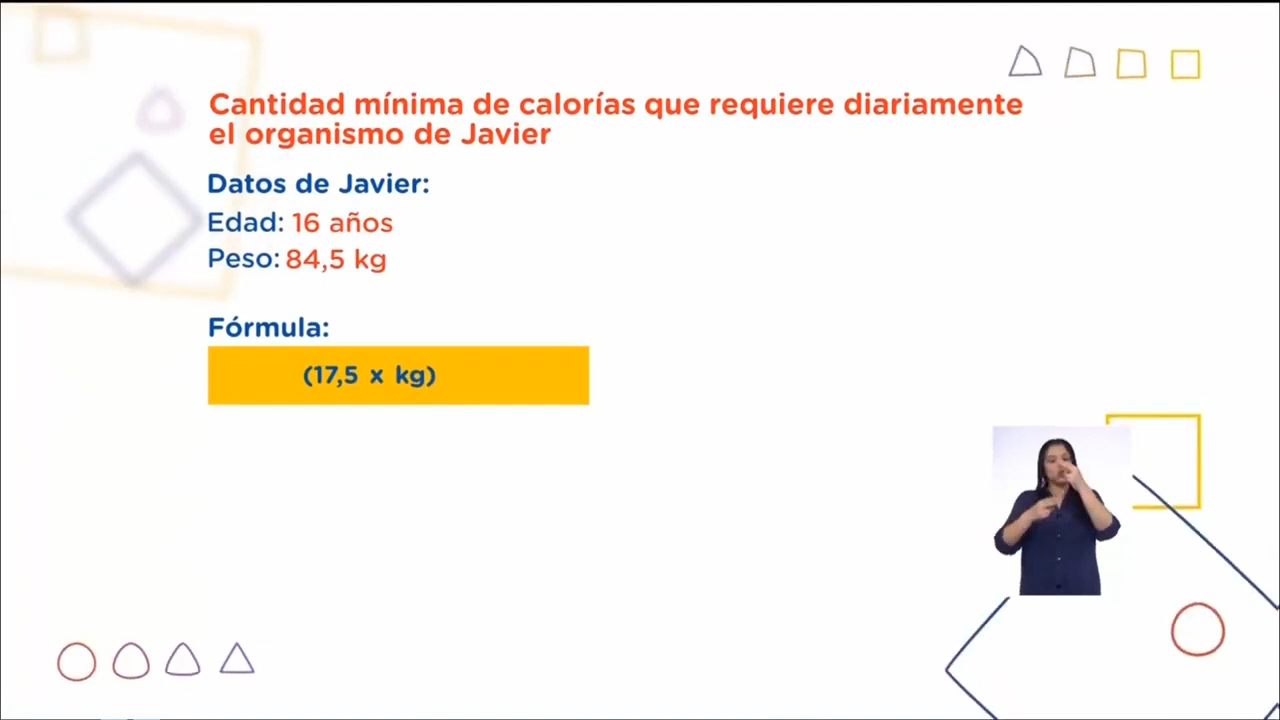 Cantidad mínima de calorías que requiere diariamente
el organismo de Javier
Datos de Javier:
Edad: 16 años
Peso: 84,5 kg
Fórmula:
(17,5 x kg)